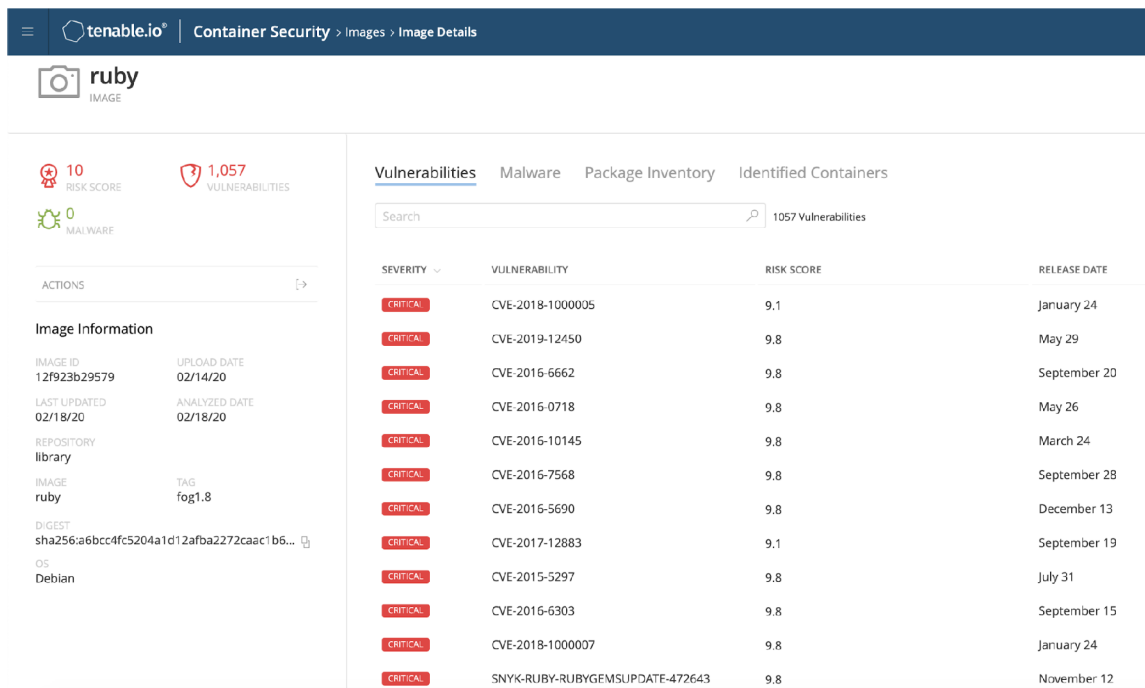 tenable.io® Container Security > Images > Image Details
ruby
IMAGE
10
RISK SCORE
1,057
VULNERABILITIES
0
MALWARE
ACTIONS
Image Information
IMAGE ID UPLOAD DATE
12f923b29579 02/14/20
LAST UPDATED ANALYZED DATE
02/18/20 02/18/20
REPOSITORY
library
IMAGE TAG
ruby fog1.8
DIGEST
sha256:a6bcc4fc5204a1d12afba2272caac1b6...
OS
Debian
Vulnerabilities Malware Package Inventory Identified Containers
Search 1057 Vulnerabilities
SEVERITY VULNERABILITY RISK SCORE RELEASE DATE
CRITICAL CVE-2018-1000005 9.1 January 24
CRITICAL CVE-2019-12450 9.8 May 29
CRITICAL CVE-2016-6662 9.8 September 20
CRITICAL CVE-2016-0718 9.8 May 26
CRITICAL CVE-2016-10145 9.8 March 24
CRITICAL CVE-2016-7568 9.8 September 28
CRITICAL CVE-2016-5690 9.8 December 13
CRITICAL CVE-2017-12883 9.1 September 19
CRITICAL CVE-2015-5297 9.8 July 31
CRITICAL CVE-2016-6303 9.8 September 15
CRITICAL CVE-2018-1000007 9.8 January 24
CRITICAL SNYK-RUBY-RUBYGEMSUPDATE-472643 9.8 November 12